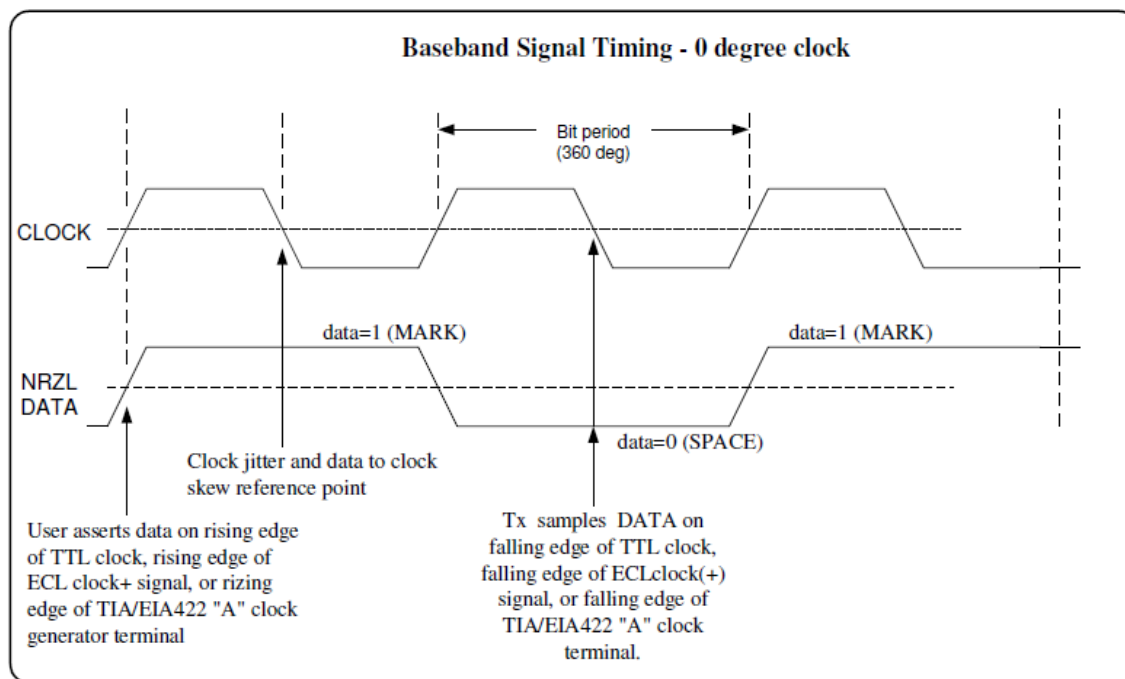 Baseband Signal Timing - 0 degree clock
Bit period
(360 deg)
CLOCK
data=1 (MARK)
data=1 (MARK)
NRZL
DATA
data=0 (SPACE)
Clock jitter and data to clock
skew reference point
User asserts data on rising edge
of TTL clock, rising edge of
ECL clock+ signal, or rizing
edge of TIA/EIA422 "A" clock
generator terminal
Tx samples DATA on
falling edge of TTL clock,
falling edge of ECLclock(+)
signal, or falling edge of
TIA/EIA422 "A" clock
terminal.